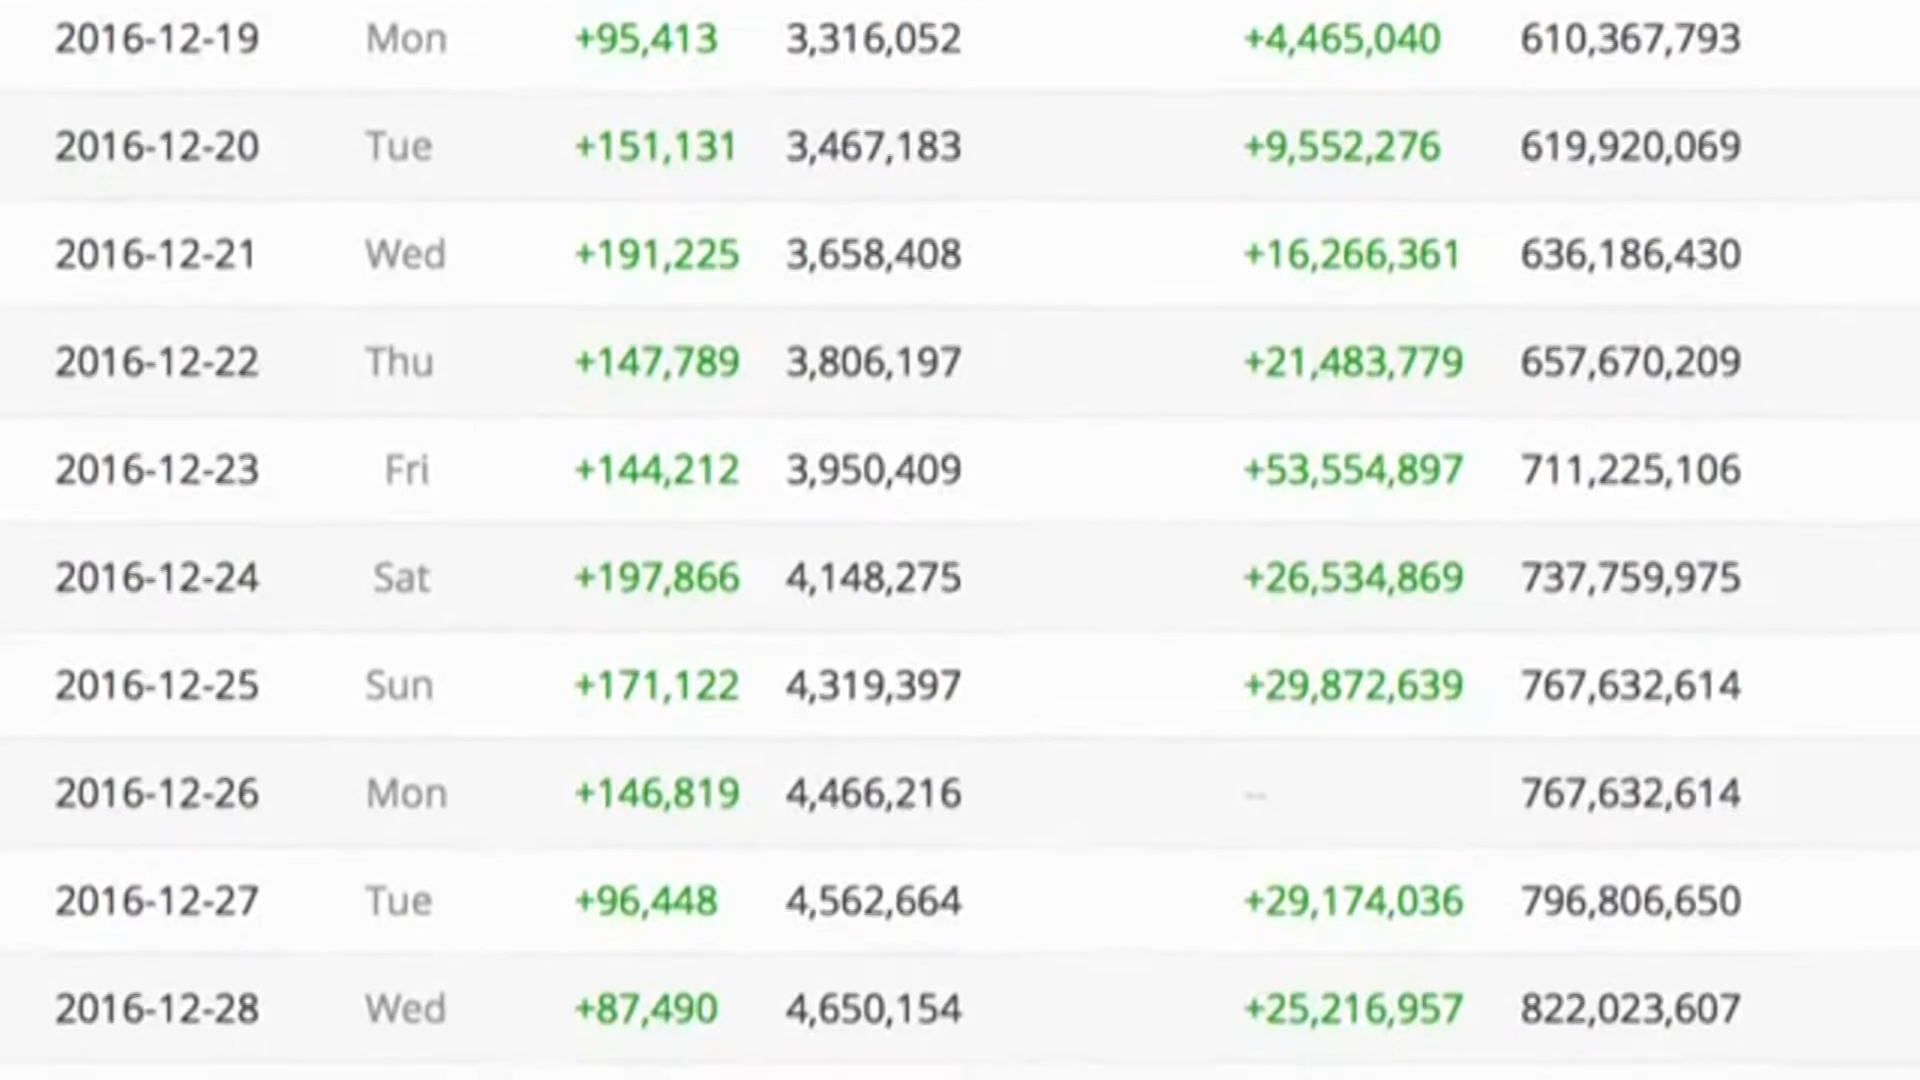 2016-12-19 Mon +95,413 3,316,052 +4,465,040 610,367,793
2016-12-20 Tue +151,131 3,467,183 +9,552,276 619,920,069
2016-12-21 Wed +191,225 3,658,408 +16,266,361 636,186,430
2016-12-22 Thu +147,789 3,806,197 +21,483,779 657,670,209
2016-12-23 Fri +144,212 3,950,409 +53,554,897 711,225,106
2016-12-24 Sat +197,866 4,148,275 +26,534,869 737,759,975
2016-12-25 Sun +171,122 4,319,397 +29,872,639 767,632,614
2016-12-26 Mon +146,819 4,466,216 -- 767,632,614
2016-12-27 Tue +96,448 4,562,664 +29,174,036 796,806,650
2016-12-28 Wed +87,490 4,650,154 +25,216,957 822,023,607